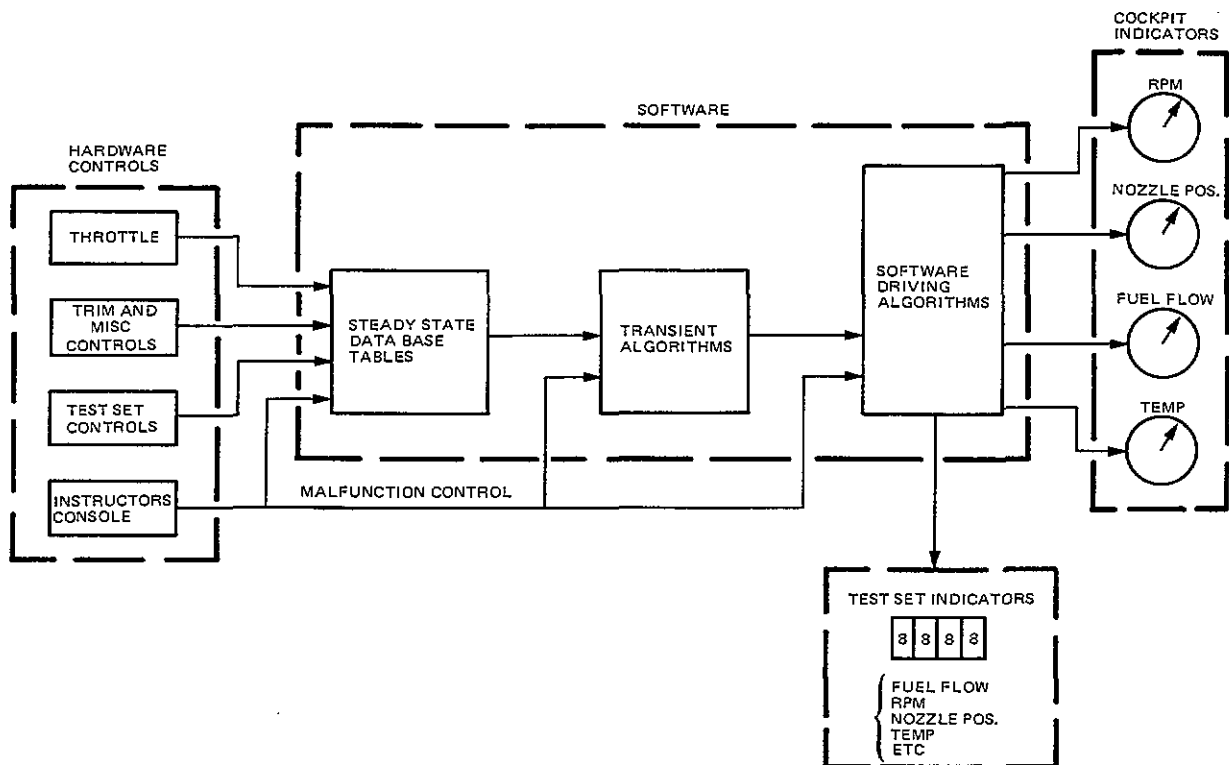 COCKPIT
INDICATORS
RPM
SOFTWARE
HARDWARE
CONTROLS
NOZZLE POS.
THROTTLE
SOFTWARE
DRIVING
ALGORITHMS
FUEL FLOW
TRIM AND
MISC
CONTROLS
STEADY STATE
DATA BASE
TABLES
TRANSIENT
ALGORITHMS
TEST SET
CONTROLS
TEMP
INSTRUCTORS
CONSOLE
MALFUNCTION CONTROL
TEST SET INDICATORS
8 8 8 8
FUEL FLOW
RPM
NOZZLE POS.
TEMP
ETC